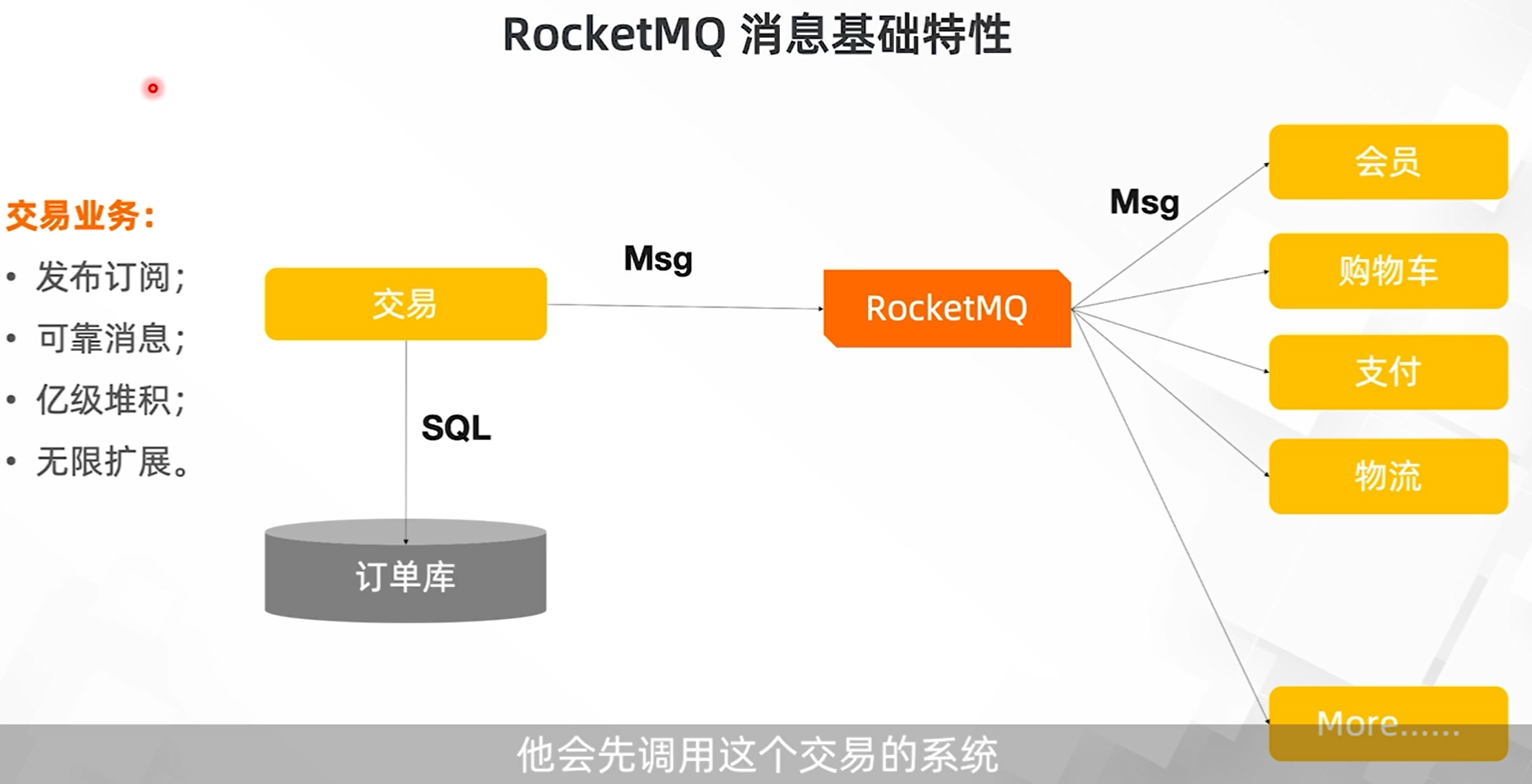 RocketMQ 消息基础特性
交易业务：
• 发布订阅；
• 可靠消息；
• 亿级堆积；
• 无限扩展。
交易
Msg
RocketMQ
SQL
订单库
Msg
会员
购物车
支付
物流
More......
他会先调用这个交易的系统